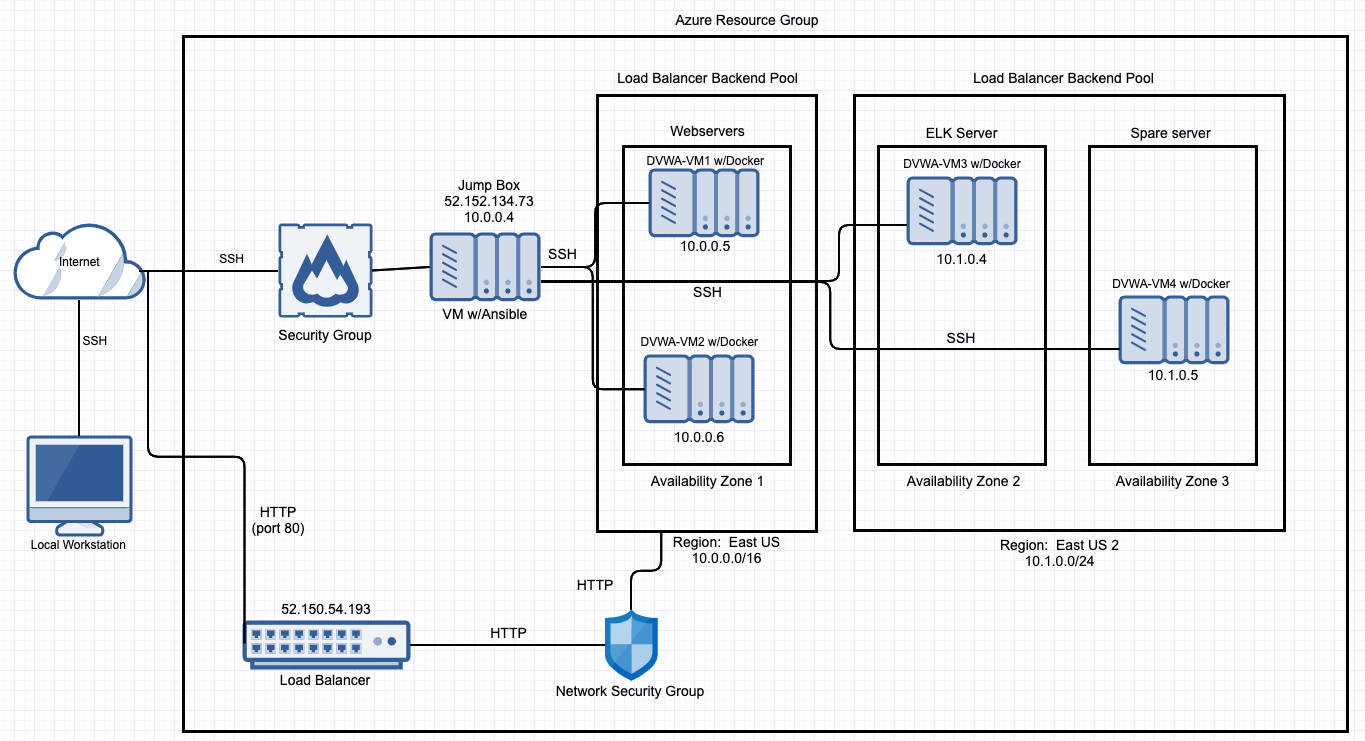 Azure Resource Group
Load Balancer Backend Pool
Load Balancer Backend Pool
Webservers
ELK Server
Spare server
DVWA-VM1 w/Docker
10.0.0.5
DVWA-VM3 w/Docker
10.1.0.4
Jump Box
52.152.134.73
10.0.0.4
VM w/Ansible
Internet
SSH
SSH
SSH
SSH
SSH
Security Group
DVWA-VM4 w/Docker
10.1.0.5
DVWA-VM2 w/Docker
10.0.0.6
Availability Zone 1
Availability Zone 2
Availability Zone 3
Local Workstation
HTTP
(port 80)
Region: East US
10.0.0.0/16
Region: East US 2
10.1.0.0/24
HTTP
52.150.54.193
Load Balancer
HTTP
Network Security Group